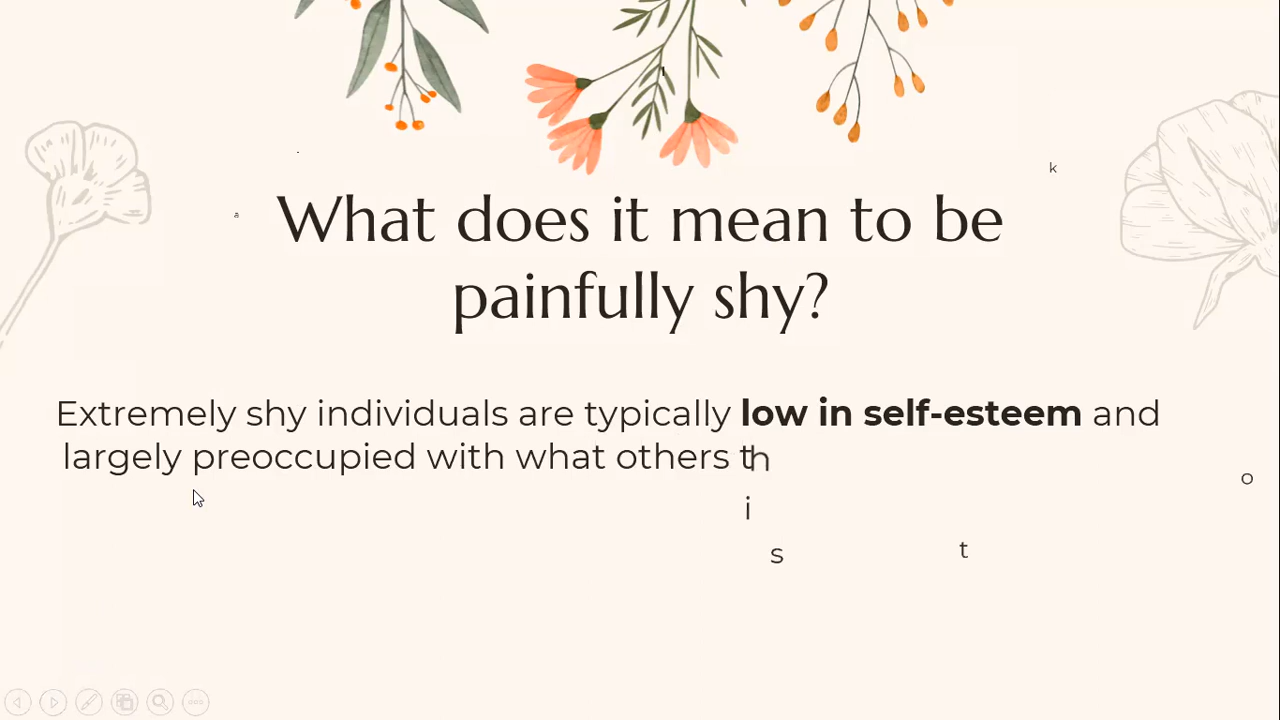 What does it mean to be
painfully shy?
Extremely shy individuals are typically low in self-esteem and
largely preoccupied with what others th
i
s
t
o
k
a